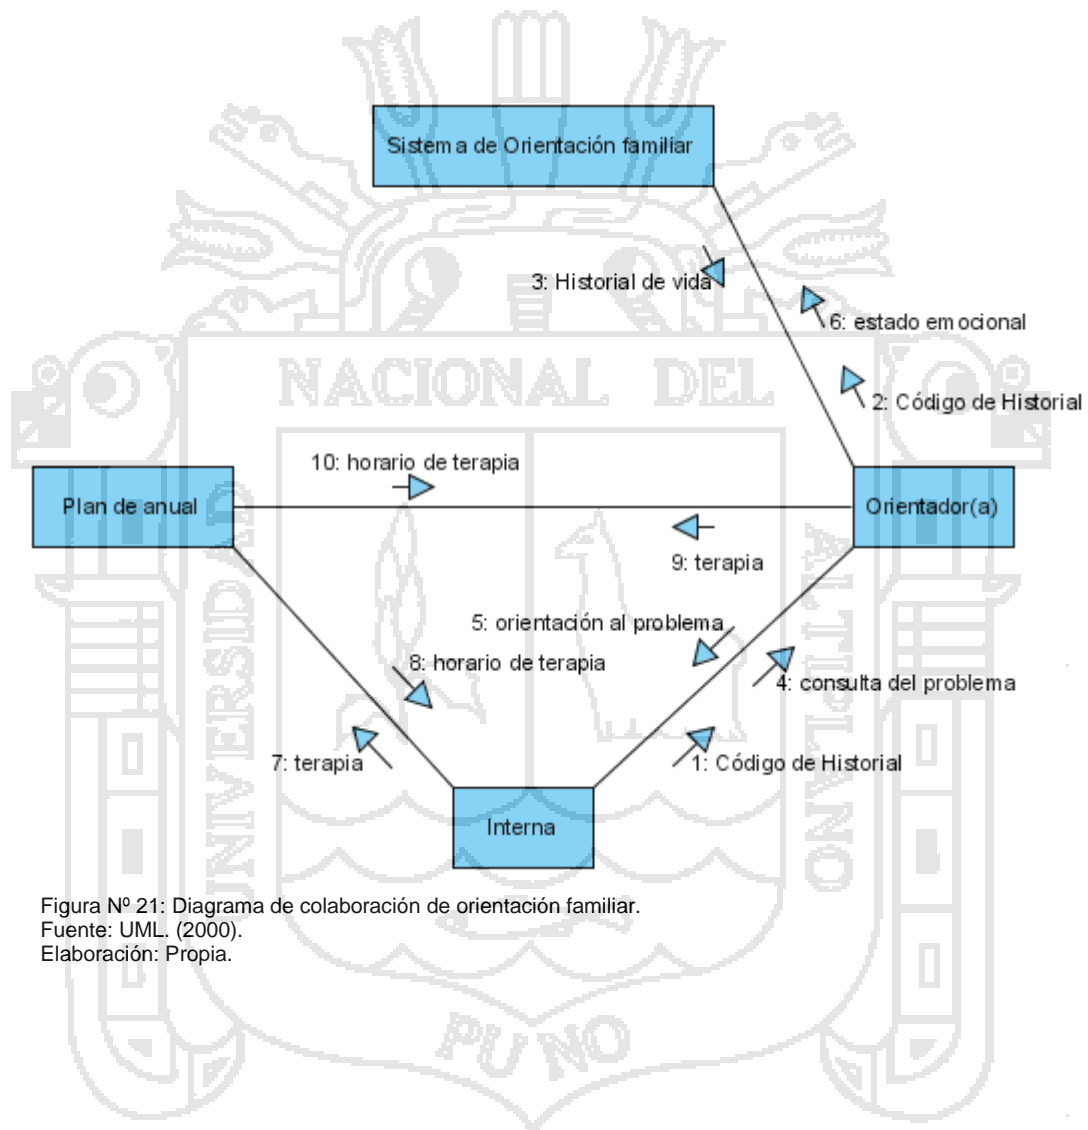 Sistema de Orientación familiar
3: Historial de vida
6: estado emocional
2: Código de Historial
NACIONAL DEL
10: horario de terapia
Plan de anual
Orientador(a)
9: terapia
5: orientación al problema
8: horario de terapia
4: consulta del problema
7: terapia
1: Código de Historial
Interna
UNIVERSIDAD
ALTIPLANO
Figura Nº 21: Diagrama de colaboración de orientación familiar.
Fuente: UML. (2000).
Elaboración: Propia.
PUNO